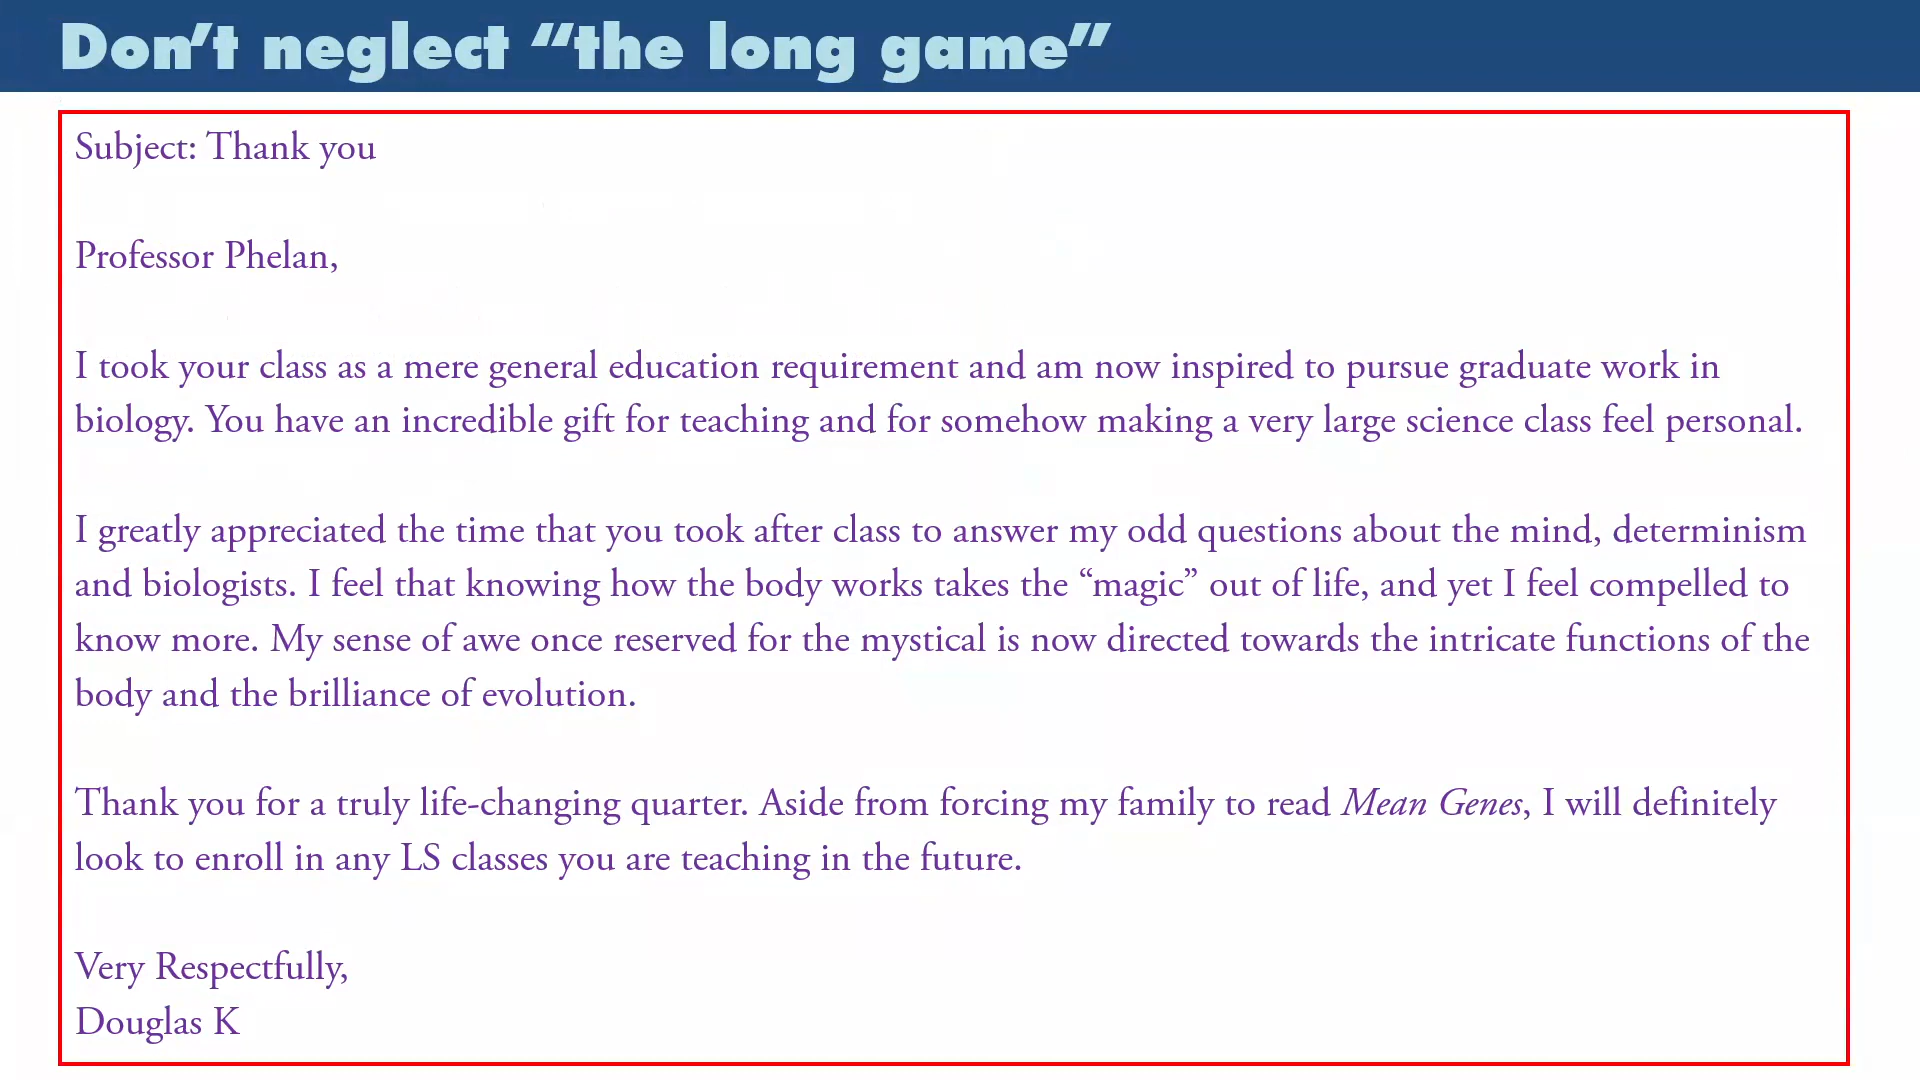 Don’t neglect “the long game”
Subject: Thank you
Professor Phelan,
I took your class as a mere general education requirement and am now inspired to pursue graduate work in
biology. You have an incredible gift for teaching and for somehow making a very large science class feel personal.
I greatly appreciated the time that you took after class to answer my odd questions about the mind, determinism
and biologists. I feel that knowing how the body works takes the “magic” out of life, and yet I feel compelled to
know more. My sense of awe once reserved for the mystical is now directed towards the intricate functions of the
body and the brilliance of evolution.
Thank you for a truly life-changing quarter. Aside from forcing my family to read Mean Genes, I will definitely
look to enroll in any LS classes you are teaching in the future.
Very Respectfully,
Douglas K